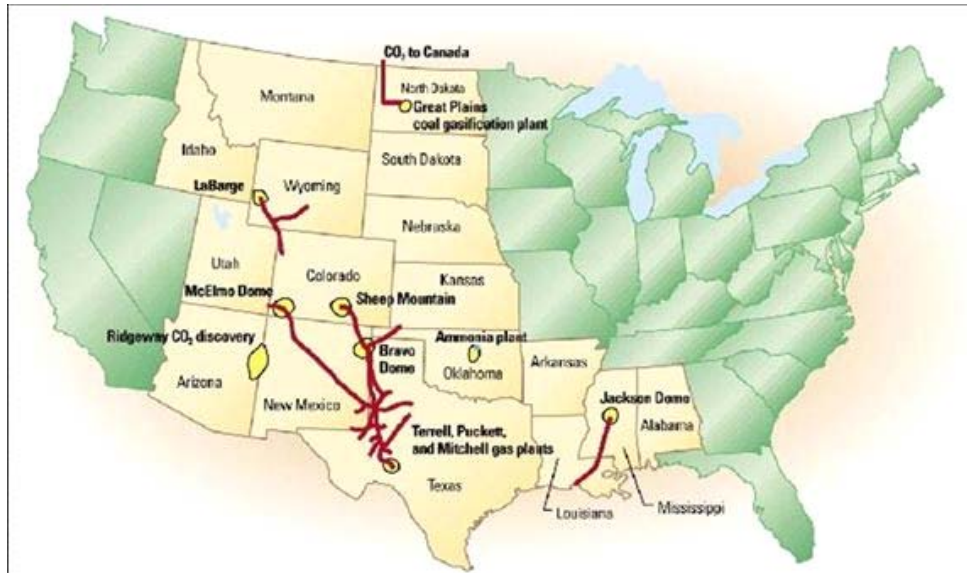 CO₂ to Canada
North Dakota
Great Plains
coal gasification plant
Montana
Idaho
South Dakota
LaBarge
Wyoming
Nebraska
Utah
Colorado
Kansas
McElmo Dome
Sheep Mountain
Ridgeway CO₂ discovery
Ammonia plant
Bravo
Dome
Oklahoma
Arkansas
Arizona
New Mexico
Jackson Dome
Alabama
Terrell, Puckett,
and Mitchell gas plants
Texas
Louisiana
Mississippi